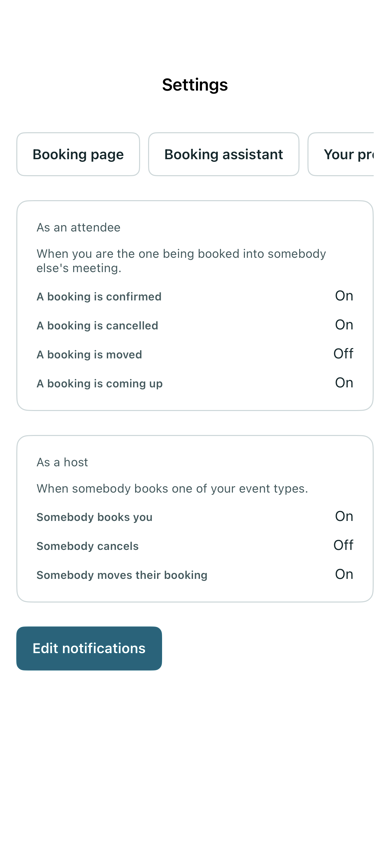 Settings
Booking page
Booking assistant
Your pr
As an attendee
When you are the one being booked into somebody
else's meeting.
A booking is confirmed On
A booking is cancelled On
A booking is moved Off
A booking is coming up On
As a host
When somebody books one of your event types.
Somebody books you On
Somebody cancels Off
Somebody moves their booking On
Edit notifications